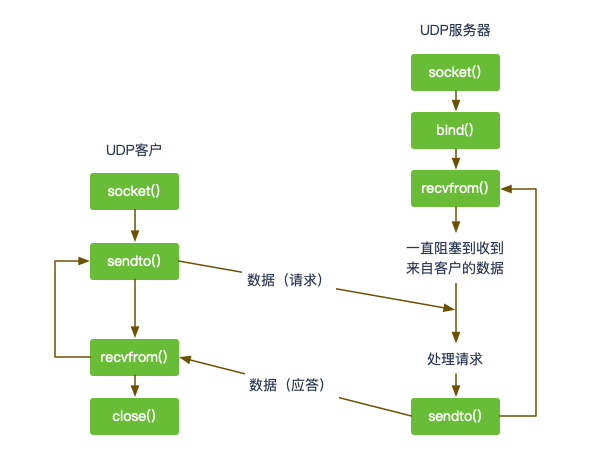 UDP服务器
socket()
bind()
recvfrom()
一直阻塞到收到
来自客户的数据
处理请求
sendto()
UDP客户
socket()
sendto()
recvfrom()
close()
数据（请求）
数据（应答）